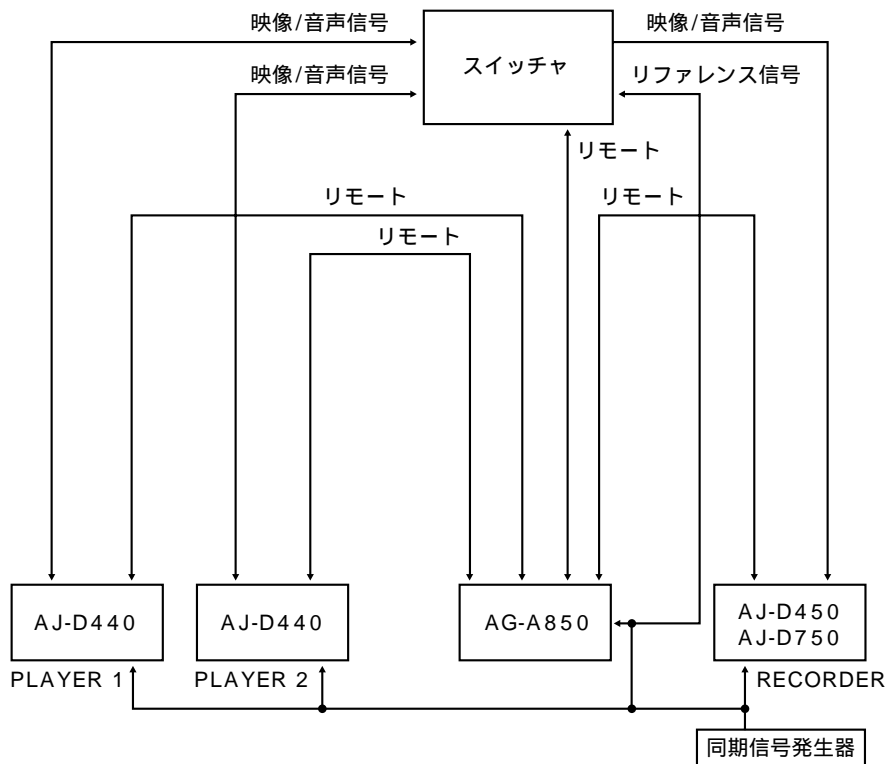 映像/音声信号
映像/音声信号
スイッチャ
映像/音声信号
リファレンス信号
リモート
リモート
リモート
リモート
AJ-D440
AJ-D440
AG-A850
AJ-D450
AJ-D750
PLAYER 1
PLAYER 2
RECORDER
同期信号発生器